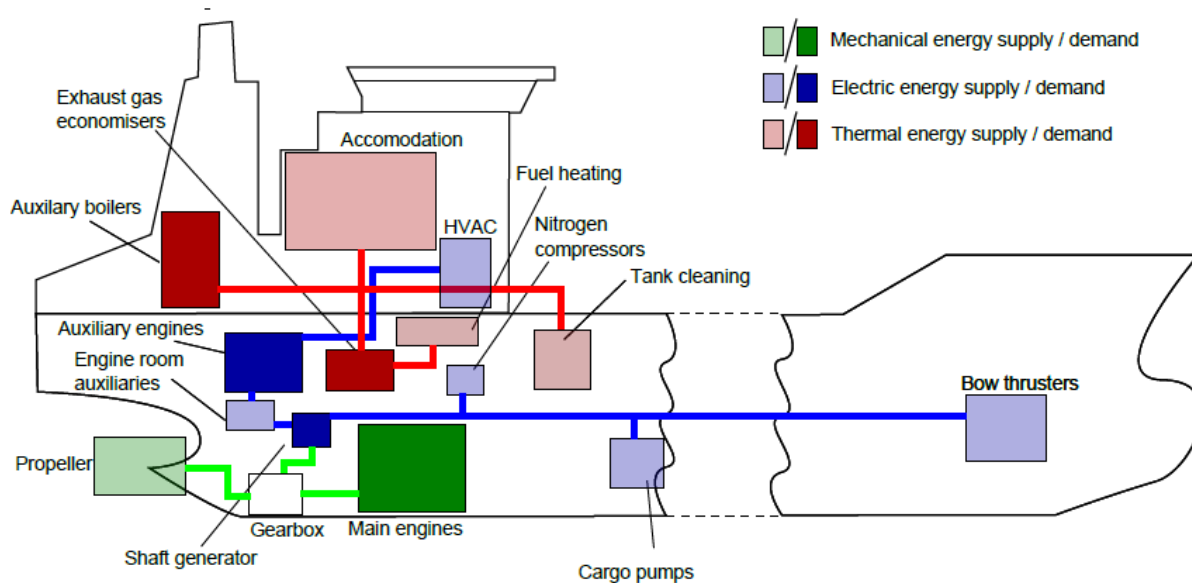 Mechanical energy supply / demand
Electric energy supply / demand
Thermal energy supply / demand
Exhaust gas
economisers
Accomodation
Fuel heating
Auxilary boilers
HVAC
Nitrogen
compressors
Tank cleaning
Auxiliary engines
Engine room
auxiliaries
Bow thrusters
Propeller
Gearbox
Main engines
Shaft generator
Cargo pumps